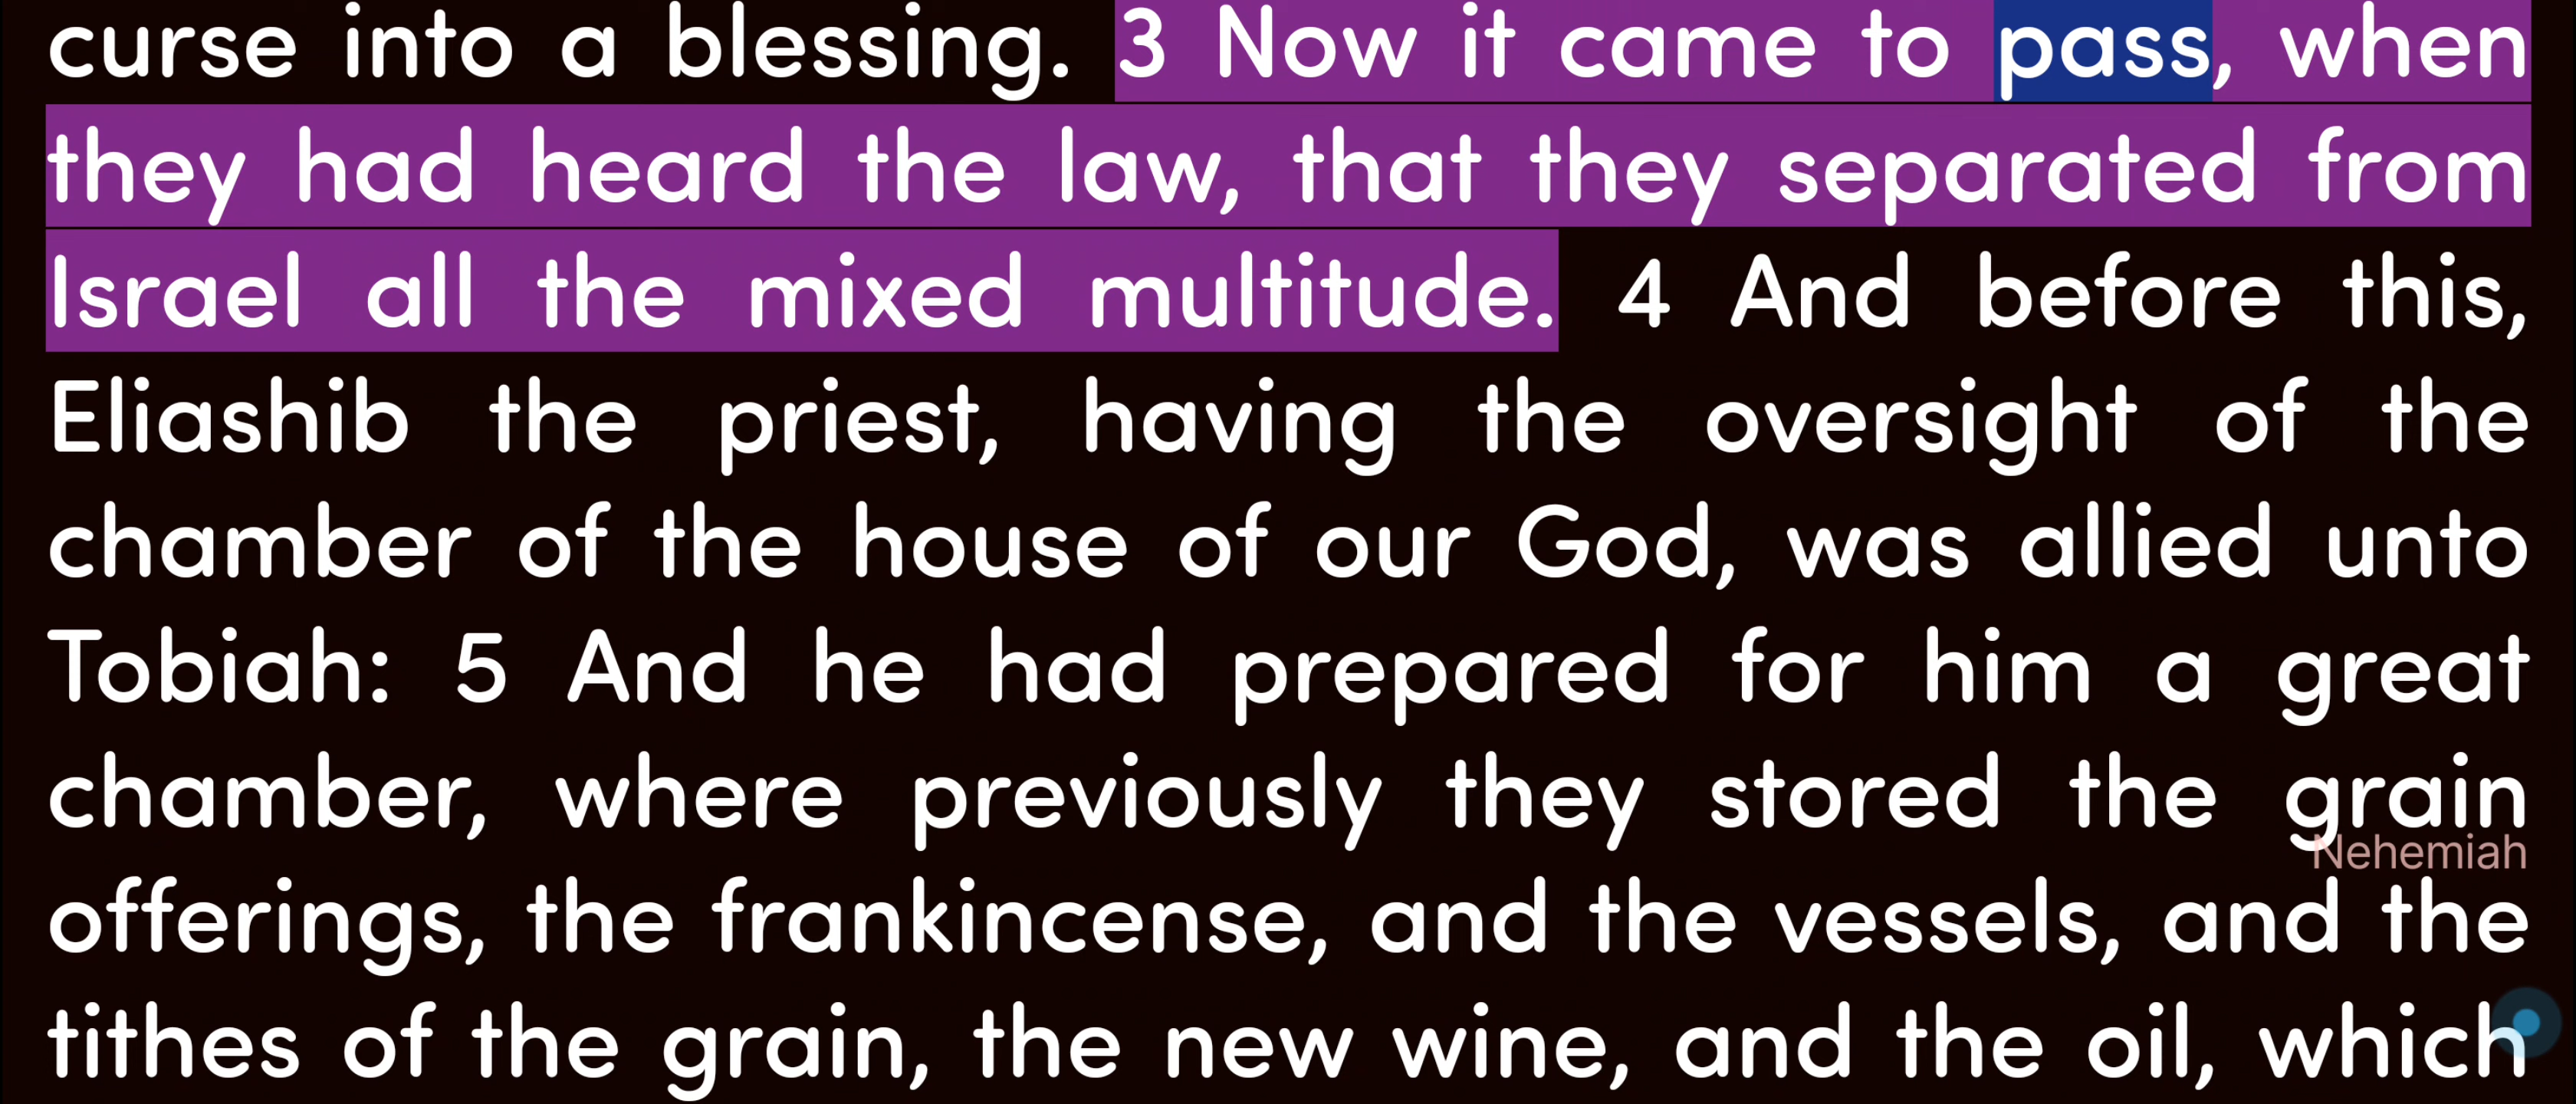 curse into a blessing. 3 Now it came to pass, when
they had heard the law, that they separated from
Israel all the mixed multitude. 4 And before this,
Eliashib the priest, having the oversight of the
chamber of the house of our God, was allied unto
Tobiah: 5 And he had prepared for him a great
chamber, where previously they stored the grain
Nehemiah
offerings, the frankincense, and the vessels, and the
tithes of the grain, the new wine, and the oil, which